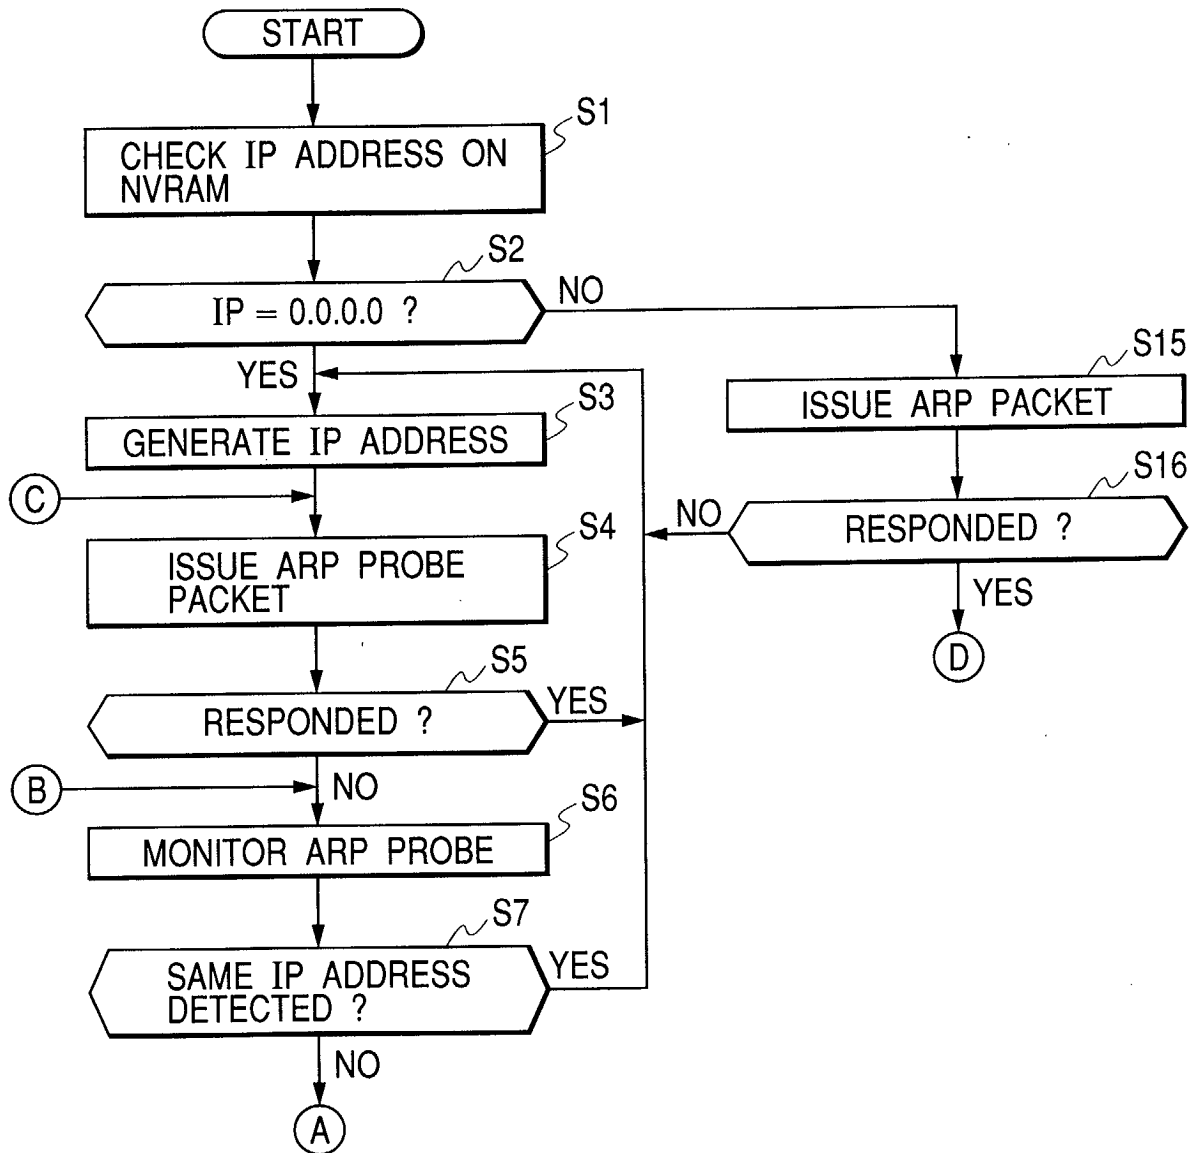 START
S1
CHECK IP ADDRESS ON
NVRAM
S2
IP = 0.0.0.0 ?
NO
YES
S15
ISSUE ARP PACKET
S3
GENERATE IP ADDRESS
C
S16
RESPONDED ?
NO
YES
D
S4
ISSUE ARP PROBE
PACKET
S5
RESPONDED ?
YES
B
NO
S6
MONITOR ARP PROBE
S7
SAME IP ADDRESS
DETECTED ?
YES
NO
A